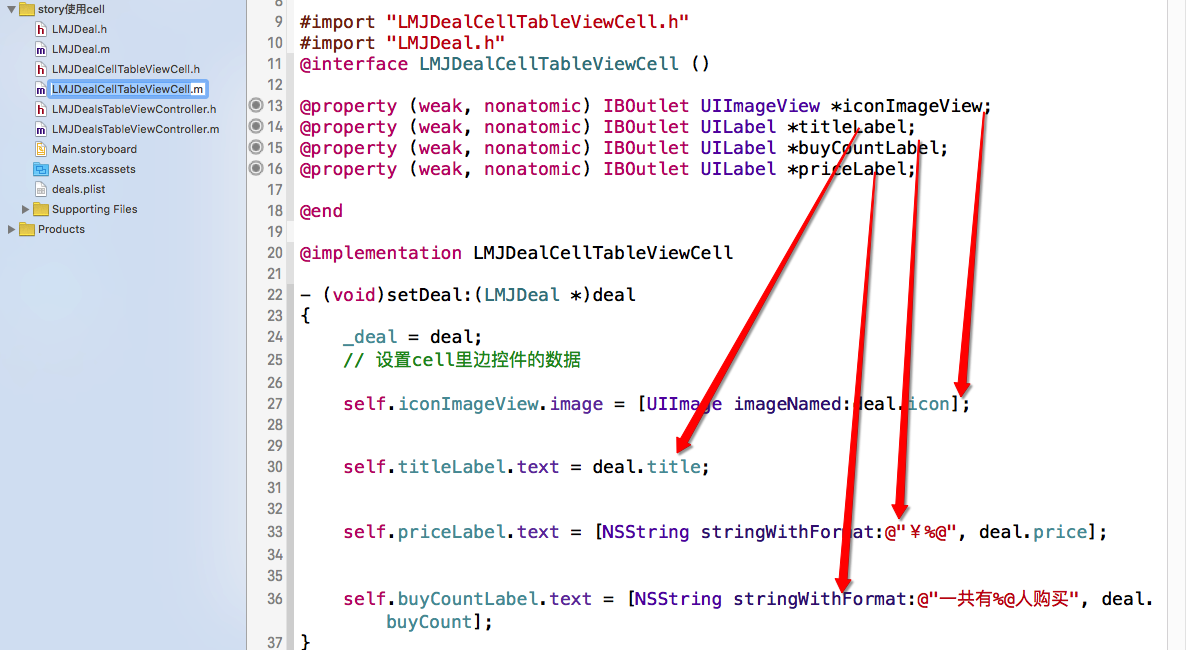 story使用cell
LMJDeal.h
LMJDeal.m
LMJDealCellTableViewCell.h
LMJDealCellTableViewCell.m
LMJDealsTableViewController.h
LMJDealsTableViewController.m
Main.storyboard
Assets.xcassets
deals.plist
Supporting Files
Products
8
9 #import "LMJDealCellTableViewCell.h"
10 #import "LMJDeal.h"
11 @interface LMJDealCellTableViewCell ()
12
13 @property (weak, nonatomic) IBOutlet UIImageView *iconImageView;
14 @property (weak, nonatomic) IBOutlet UILabel *titleLabel;
15 @property (weak, nonatomic) IBOutlet UILabel *buyCountLabel;
16 @property (weak, nonatomic) IBOutlet UILabel *priceLabel;
17
18 @end
19
20 @implementation LMJDealCellTableViewCell
21
22 - (void)setDeal:(LMJDeal *)deal
23 {
24 _deal = deal;
25 // 设置cell里边控件的数据
26
27 self.iconImageView.image = [UIImage imageNamed:deal.icon];
28
29
30 self.titleLabel.text = deal.title;
31
32
33 self.priceLabel.text = [NSString stringWithFormat:@"￥%@", deal.price];
34
35
36 self.buyCountLabel.text = [NSString stringWithFormat:@"一共有%@人购买", deal.
buyCount];
37 }